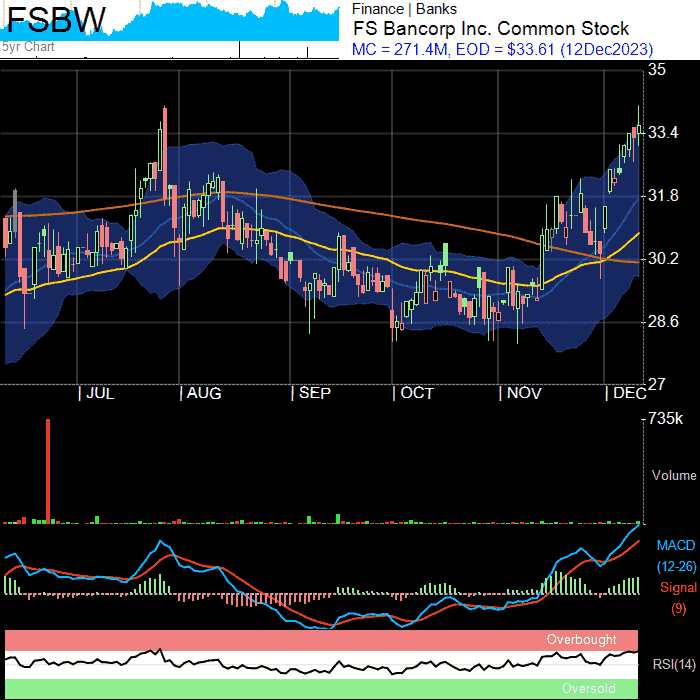 FSBW
5yr Chart
Finance | Banks
FS Bancorp Inc. Common Stock
MC = 271.4M, EOD = $33.61 (12Dec2023)
35
33.4
31.8
30.2
28.6
27
JUL AUG SEP OCT NOV DEC
735k
Volume
MACD
(12-26)
Signal
(9)
Overbought
RSI(14)
Oversold